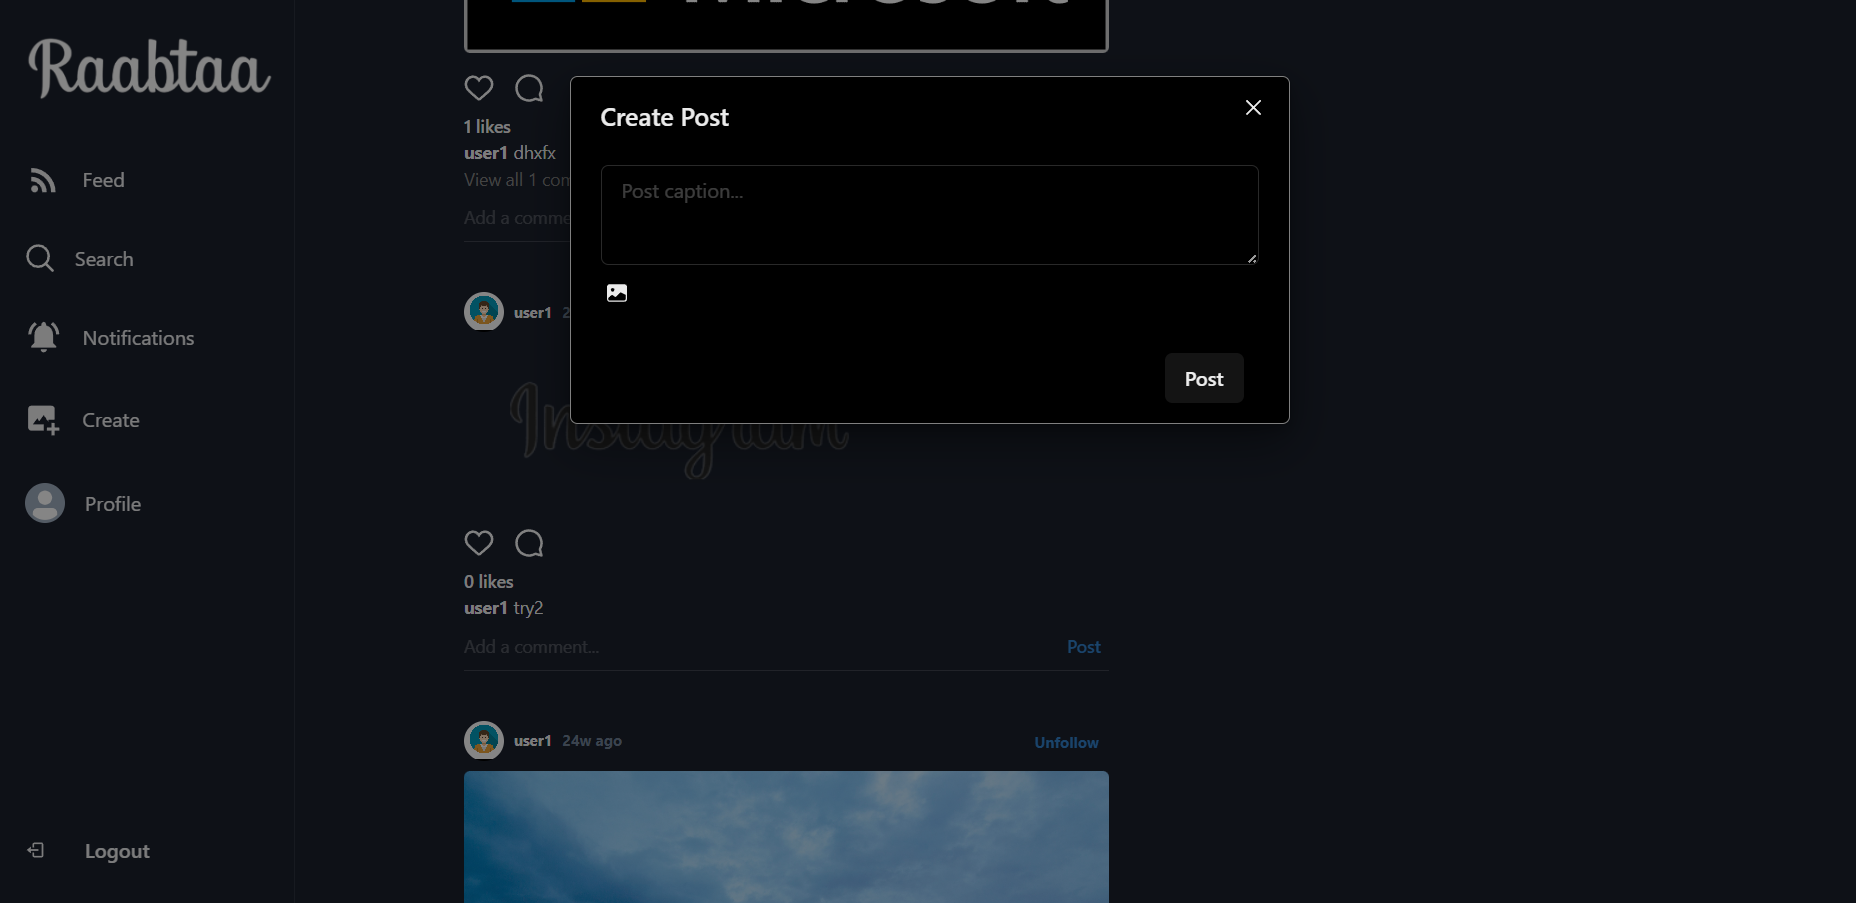 Microsoft
Raabtaa
Feed
Search
Notifications
Create
Profile
Logout
1 likes
user1 dhxfx
View all 1 con
Add a comme
user1 2
Instagram
0 likes
user1 try2
Add a comment... Post
user1 24w ago Unfollow
Create Post
Post caption...
Post